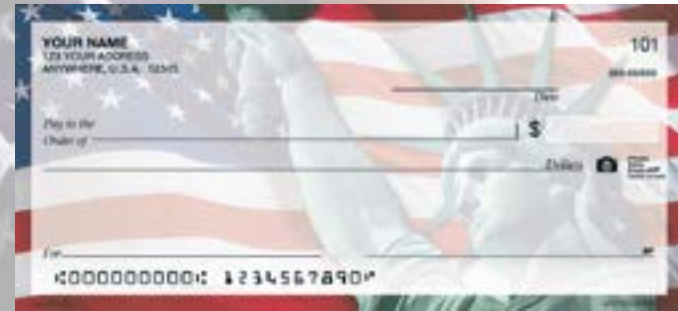 YOUR NAME
123 YOUR ADDRESS
ANYWHERE, U.S.A. 12345
101
Date
Pay to the
Order of
$
Dollars
For
⑆000000000⑆ 1234567890⑈